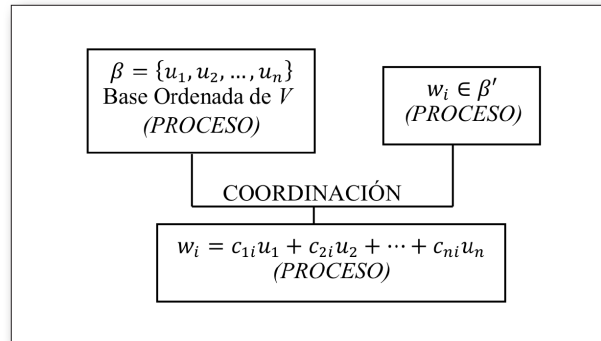 β = {u₁, u₂, ..., uₙ}
Base Ordenada de V
(PROCESO)
wᵢ ∈ β′
(PROCESO)
COORDINACIÓN
wᵢ = c₁ᵢu₁ + c₂ᵢu₂ + ⋯ + cₙᵢuₙ
(PROCESO)